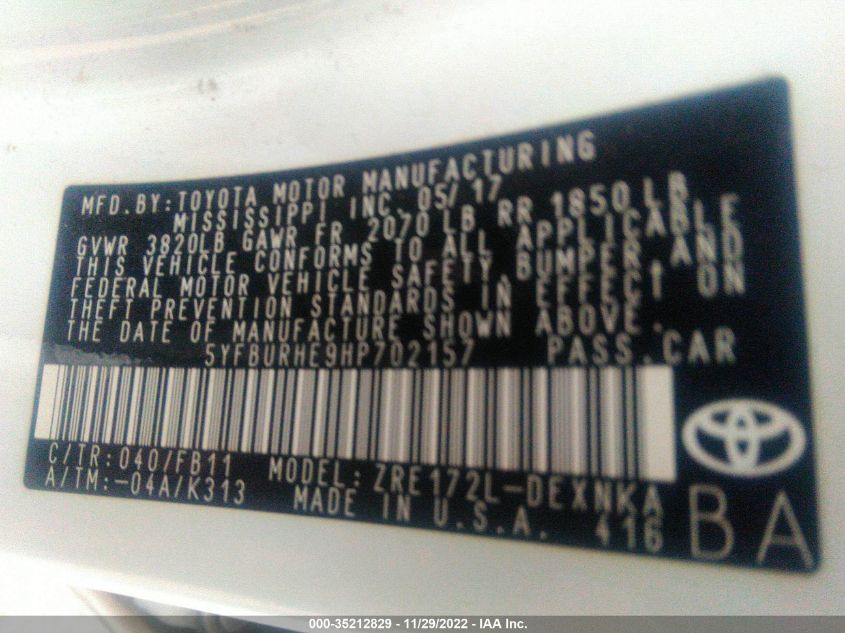 MFD.BY:TOYOTA MOTOR MANUFACTURING
MISSISSIPPI INC. 05/17
GVWR 3820LB GAWR FR 2070 LB RR 1850 LB
THIS VEHICLE CONFORMS TO ALL APPLICABLE
FEDERAL MOTOR VEHICLE SAFETY, BUMPER, AND
THEFT PREVENTION STANDARDS IN EFFECT ON
THE DATE OF MANUFACTURE SHOWN ABOVE.
5YFBURHE9HP702157 PASS.CAR
C/TR:040/FB11 MODEL:ZRE172L-DEXNKA
A/TM:-04A/K313 MADE IN U.S.A. 416
BA
000-35212829 - 11/29/2022 - IAA Inc.